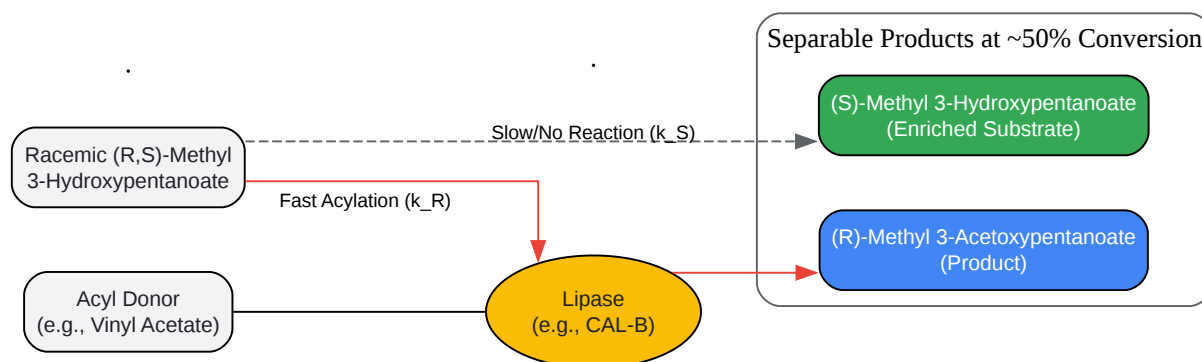 Separable Products at ~50% Conversion
(S)-Methyl 3-Hydroxypentanoate
(Enriched Substrate)
Slow/No Reaction (k_S)
Racemic (R,S)-Methyl
3-Hydroxypentanoate
Fast Acylation (k_R)
(R)-Methyl 3-Acetoxypentanoate
(Product)
Acyl Donor
(e.g., Vinyl Acetate)
Lipase
(e.g., CAL-B)